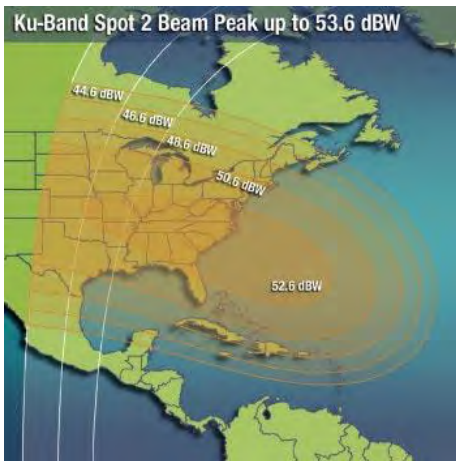 Ku-Band Spot 2 Beam Peak up to 53.6 dBW
44.6 dBW
46.6 dBW
48.6 dBW
50.6 dBW
52.6 dBW